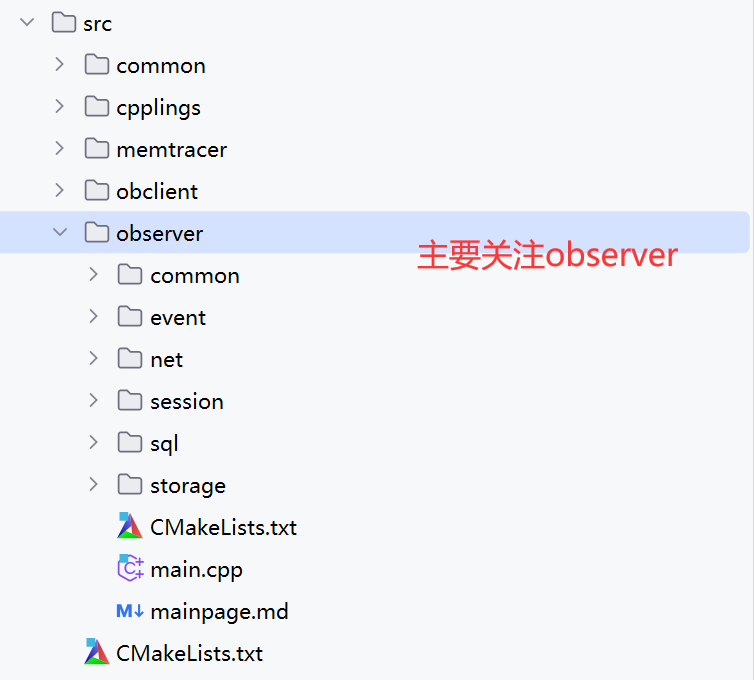 src
common
cpplings
memtracer
obclient
observer
主要关注observer
common
event
net
session
sql
storage
CMakeLists.txt
main.cpp
mainpage.md
CMakeLists.txt